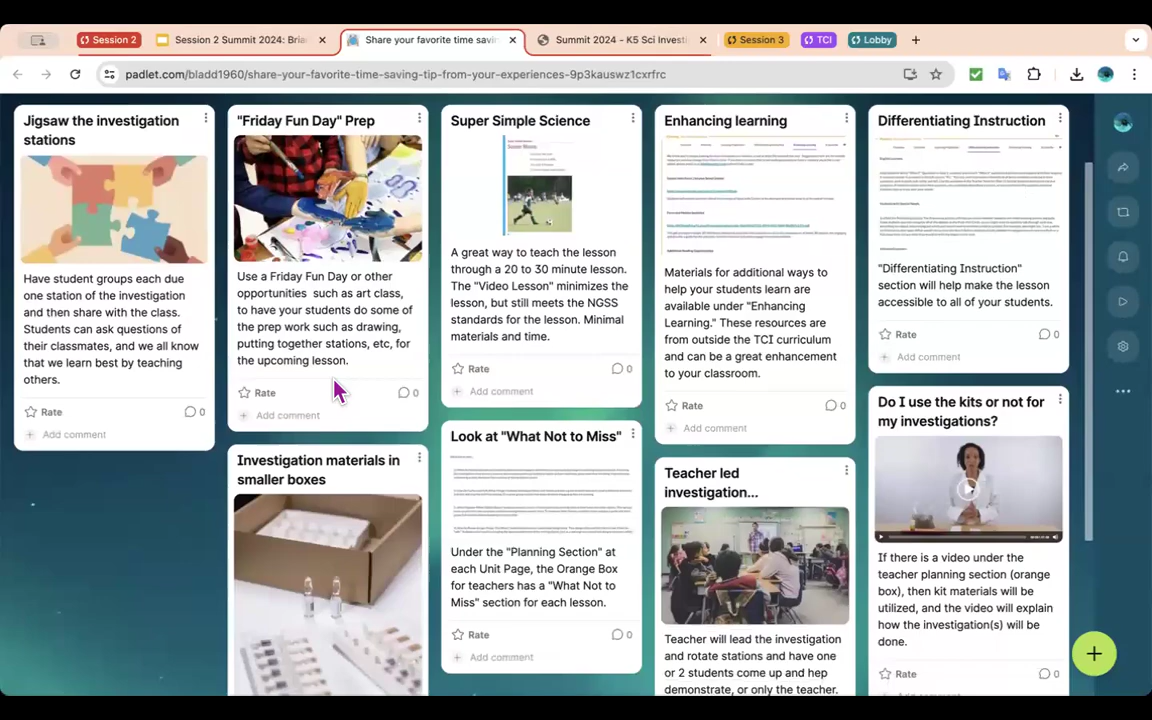 Session 2
Session 2 Summit 2024: Bria
Share your favorite time savin
Summit 2024 - K5 Sci Investi
Session 3
TCI
Lobby
padlet.com/bladd1960/share-your-favorite-time-saving-tip-from-your-experiences-9p3kauswz1cxrfrc
Jigsaw the investigation
stations
Have student groups each due
one station of the investigation
and then share with the class.
Students can ask questions of
their classmates, and we all know
that we learn best by teaching
others.
Rate
0
Add comment
"Friday Fun Day" Prep
Use a Friday Fun Day or other
opportunities such as art class,
to have your students do some of
the prep work such as drawing,
putting together stations, etc, for
the upcoming lesson.
Rate
0
Add comment
Investigation materials in
smaller boxes
Super Simple Science
A great way to teach the lesson
through a 20 to 30 minute lesson.
The "Video Lesson" minimizes the
lesson, but still meets the NGSS
standards for the lesson. Minimal
materials and time.
Rate
0
Add comment
Look at "What Not to Miss"
Under the "Planning Section" at
each Unit Page, the Orange Box
for teachers has a "What Not to
Miss" section for each lesson.
Rate
0
Add comment
Enhancing learning
Materials for additional ways to
help your students learn are
available under "Enhancing
Learning." These resources are
from outside the TCI curriculum
and can be a great enhancement
to your classroom.
Rate
0
Add comment
Teacher led
investigation...
Teacher will lead the investigation
and rotate stations and have one
or 2 students come up and hep
demonstrate, or only the teacher.
Differentiating Instruction
"Differentiating Instruction"
section will help make the lesson
accessible to all of your students.
Rate
0
Add comment
Do I use the kits or not for
my investigations?
If there is a video under the
teacher planning section (orange
box), then kit materials will be
utilized, and the video will explain
how the investigation(s) will be
done.
Rate
0